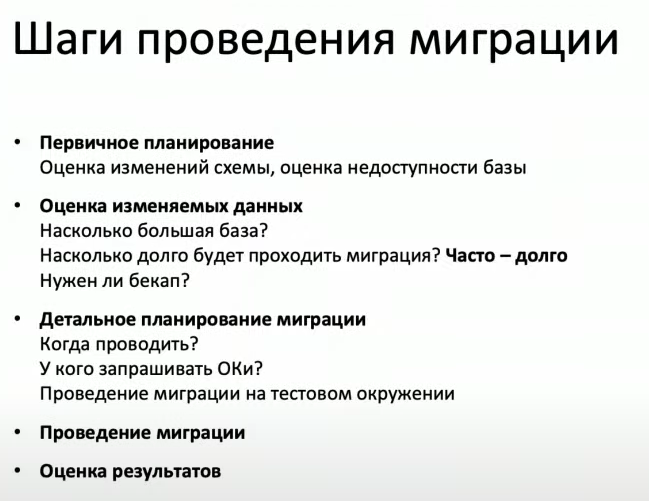 Шаги проведения миграции
• Первичное планирование
Оценка изменений схемы, оценка недоступности базы
• Оценка изменяемых данных
Насколько большая база?
Насколько долго будет проходить миграция? Часто – долго
Нужен ли бекап?
• Детальное планирование миграции
Когда проводить?
У кого запрашивать ОКи?
Проведение миграции на тестовом окружении
• Проведение миграции
• Оценка результатов